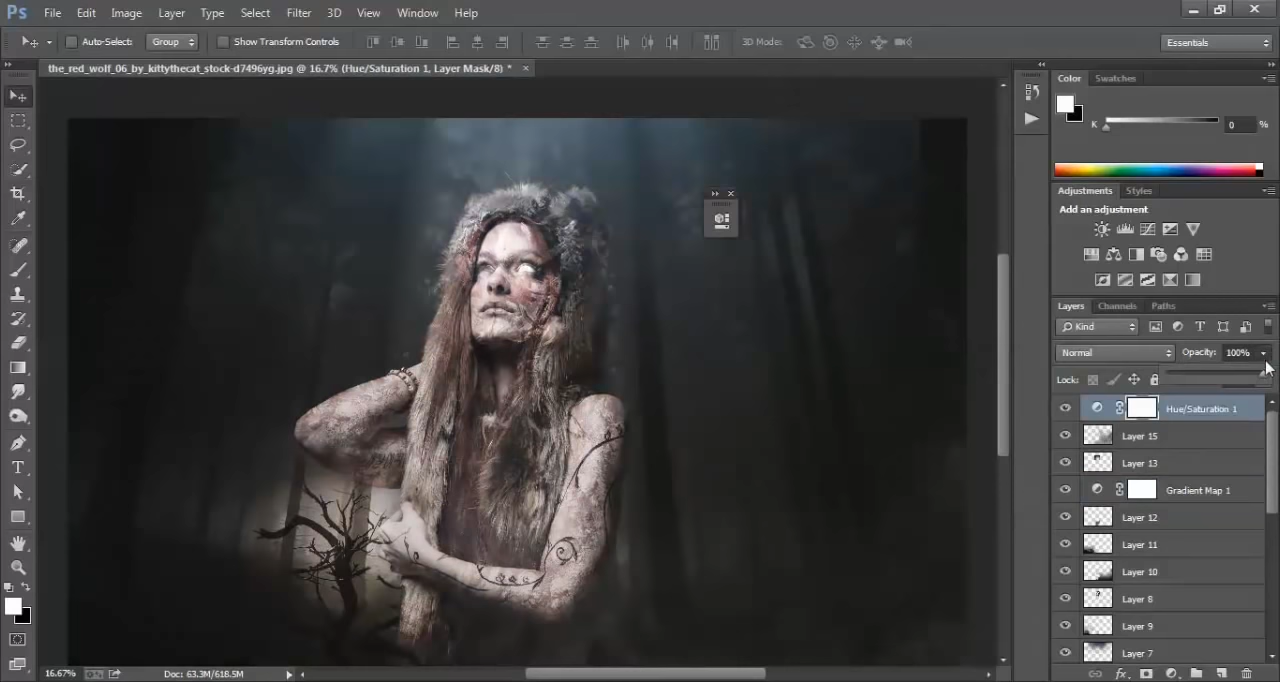 Ps File Edit Image Layer Type Select Filter 3D View Window Help
Auto-Select: Group Show Transform Controls 3D Mode: Essentials
the_red_wolf_06_by_kittythecat_stock-d7496yg.jpg @ 16.7% (Hue/Saturation 1, Layer Mask/8) *
Color Swatches
K 0 %
Adjustments Styles
Add an adjustment
Layers Channels Paths
Kind T
Normal Opacity: 100%
Lock:
Hue/Saturation 1
Layer 15
Layer 13
Gradient Map 1
Layer 12
Layer 11
Layer 10
Layer 8
Layer 9
Layer 7
16.67% Doc: 63.3M/618.5M fx